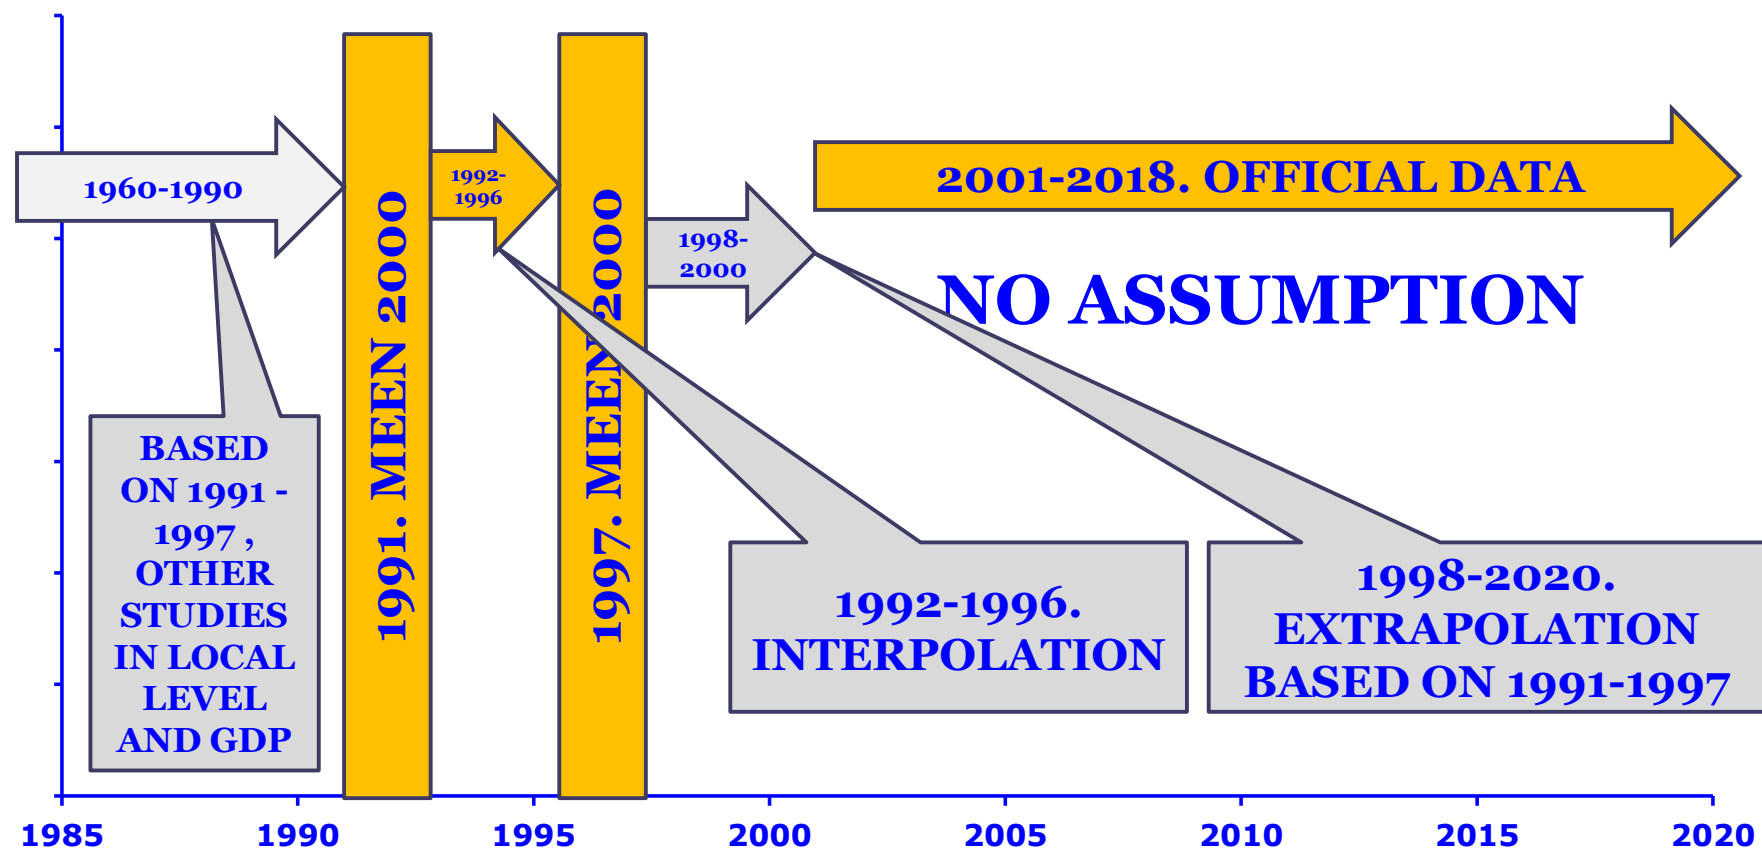 1960-1990
1991. MEEN 2000
1992-
1996
1997. MEEN 2000
1998-
2000
2001-2018. OFFICIAL DATA
NO ASSUMPTION
BASED
ON 1991 -
1997 ,
OTHER
STUDIES
IN LOCAL
LEVEL
AND GDP
1992-1996.
INTERPOLATION
1998-2020.
EXTRAPOLATION
BASED ON 1991-1997
1985 1990 1995 2000 2005 2010 2015 2020